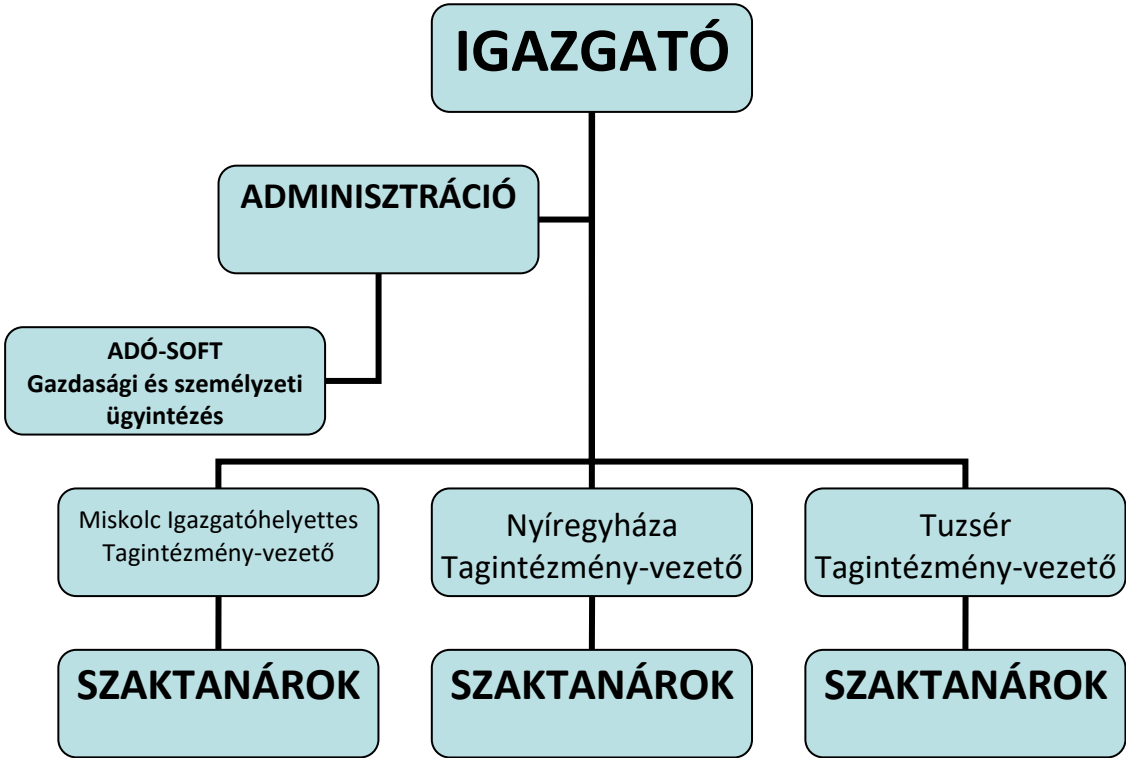 IGAZGATÓ
ADMINISZTRÁCIÓ
ADÓ-SOFT
Gazdasági és személyzeti
ügyintézés
Miskolc Igazgatóhelyettes
Tagintézmény-vezető
Nyíregyháza
Tagintézmény-vezető
Tuzsér
Tagintézmény-vezető
SZAKTANÁROK
SZAKTANÁROK
SZAKTANÁROK